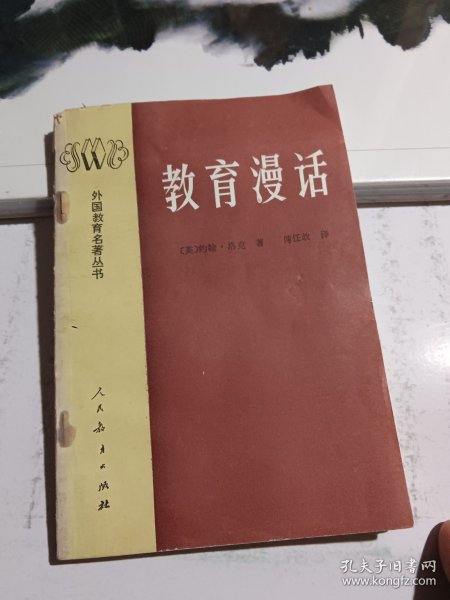 教育漫话
〔英〕约翰·洛克 著 傅任敢 译
外国教育名著丛书
人民教育出版社
孔夫子旧书网
www.kongfz.com